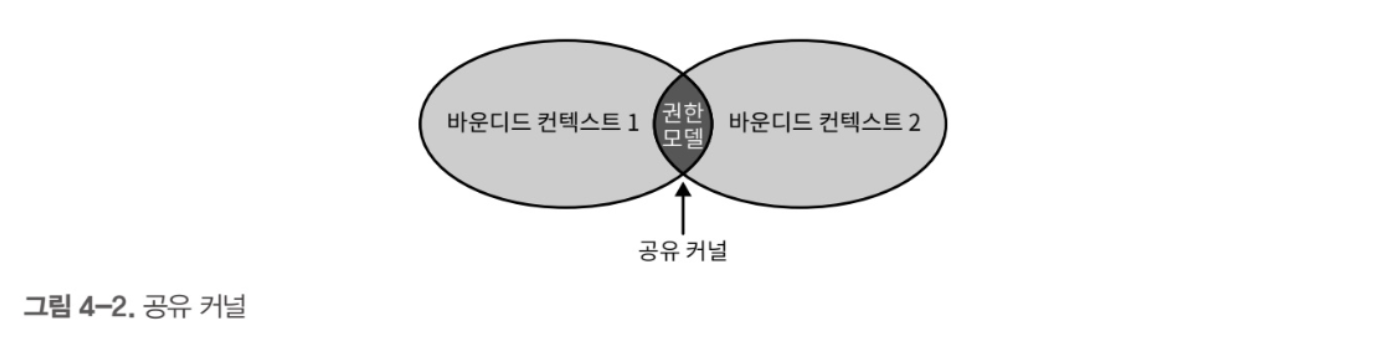 바운디드 컨텍스트 1
권한
모델
바운디드 컨텍스트 2
공유 커널
그림 4-2. 공유 커널